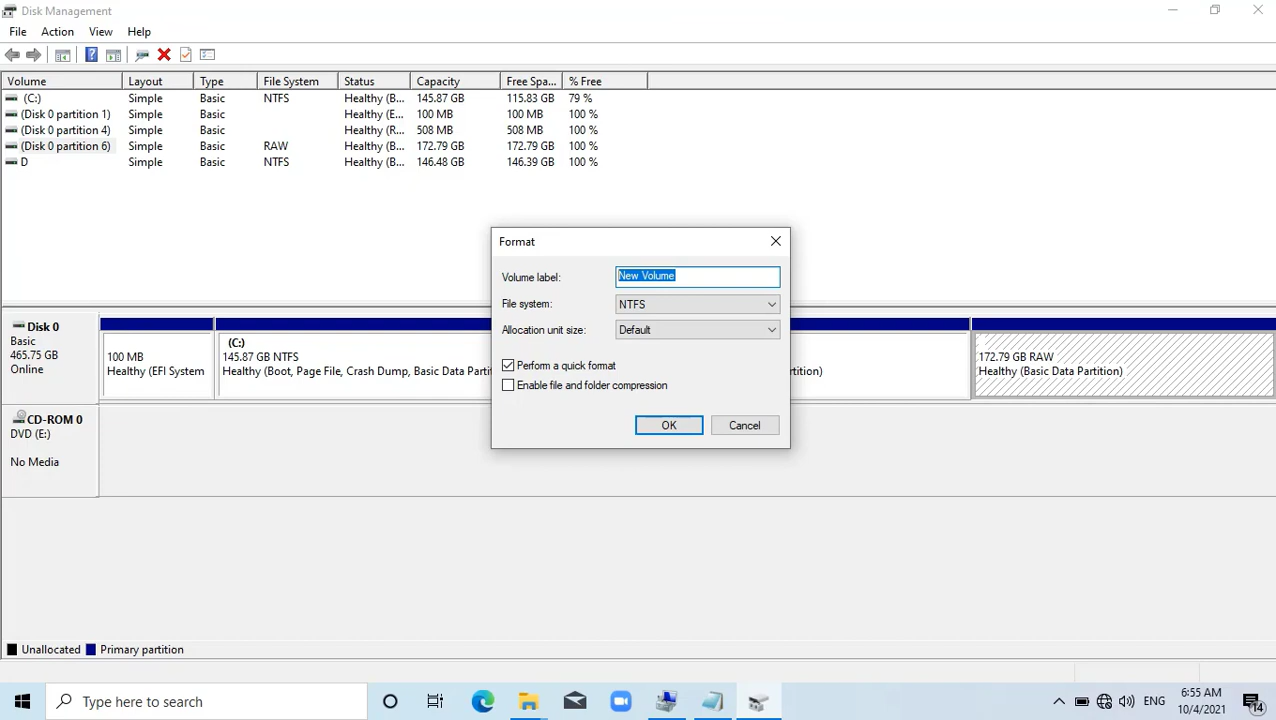 Disk Management
File Action View Help
Volume Layout Type File System Status Capacity Free Spa... % Free
(C:) Simple Basic NTFS Healthy (B... 145.87 GB 115.83 GB 79 %
(Disk 0 partition 1) Simple Basic Healthy (E... 100 MB 100 MB 100 %
(Disk 0 partition 4) Simple Basic Healthy (R... 508 MB 508 MB 100 %
(Disk 0 partition 6) Simple Basic RAW Healthy (B... 172.79 GB 172.79 GB 100 %
D Simple Basic NTFS Healthy (B... 146.48 GB 146.39 GB 100 %
Format
Volume label: New Volume
File system: NTFS
Allocation unit size: Default
Perform a quick format
Enable file and folder compression
OK Cancel
Disk 0
Basic
465.75 GB
Online
100 MB
Healthy (EFI System
(C:)
145.87 GB NTFS
Healthy (Boot, Page File, Crash Dump, Basic Data Parti
rtition)
172.79 GB RAW
Healthy (Basic Data Partition)
CD-ROM 0
DVD (E:)
No Media
Unallocated Primary partition
Type here to search
ENG
6:55 AM
10/4/2021
14